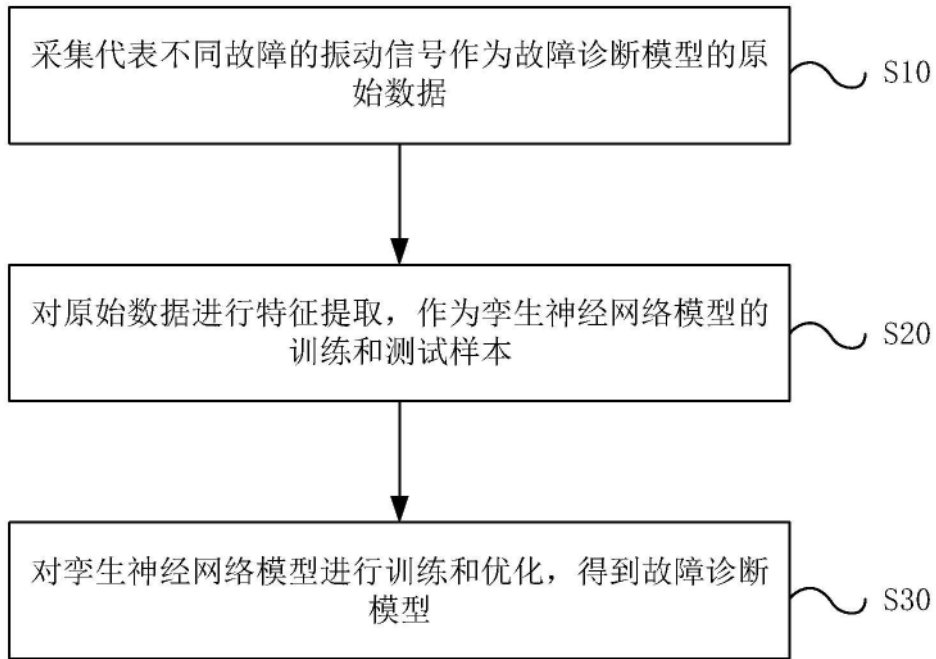 采集代表不同故障的振动信号作为故障诊断模型的原
始数据
S10
对原始数据进行特征提取，作为孪生神经网络模型的
训练和测试样本
S20
对孪生神经网络模型进行训练和优化，得到故障诊断
模型
S30